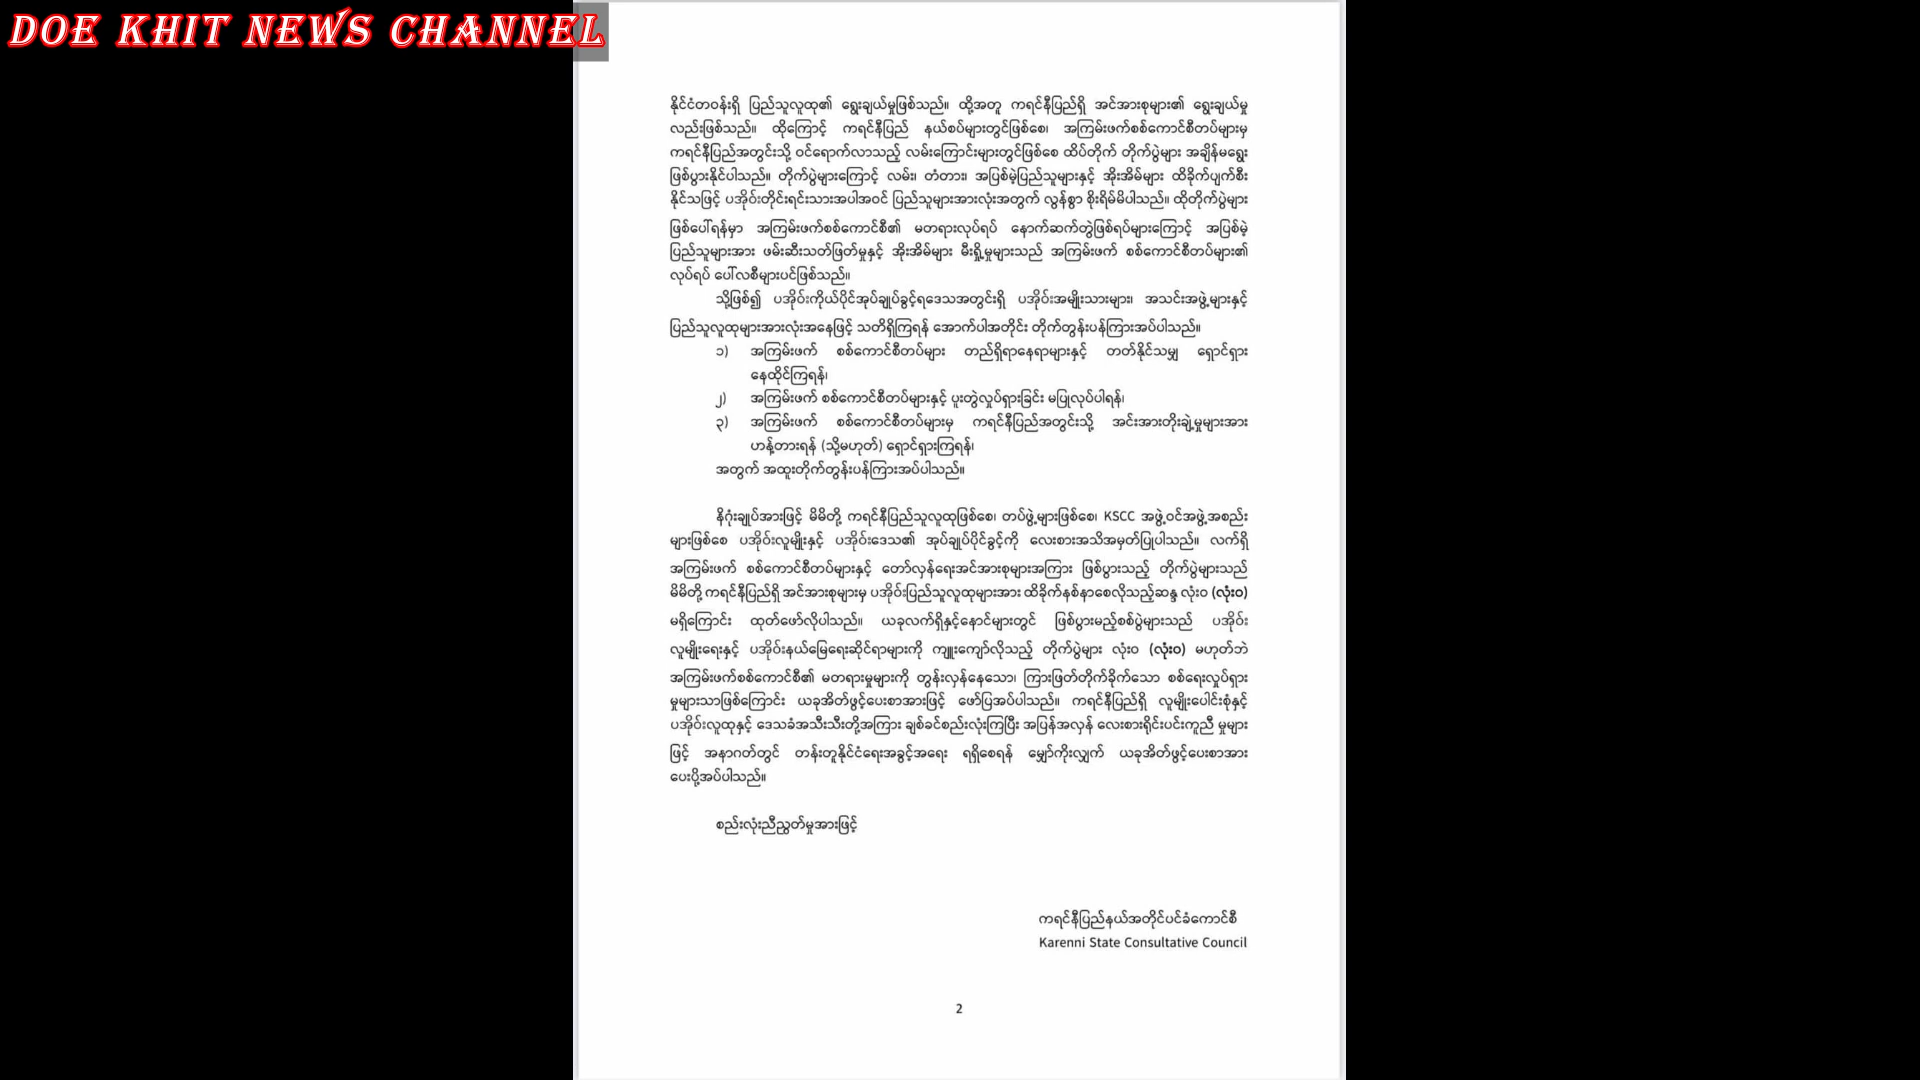 DOE KHIT NEWS CHANNEL
နိုင်ငံတဝန်းရှိ ပြည်သူလူထု၏ ရွေးချယ်မှုဖြစ်သည်။ ထို့အတူ ကရင်နီပြည်ရှိ အင်အားစုများ၏ ရွေးချယ်မှု
လည်းဖြစ်သည်။ ထိုကြောင့် ကရင်နီပြည် နယ်စပ်များတွင်ဖြစ်စေ၊ အကြမ်းဖက်စစ်ကောင်စီတပ်များမှ
ကရင်နီပြည်အတွင်းသို့ ဝင်ရောက်လာသည့် လမ်းကြောင်းများတွင်ဖြစ်စေ ထိပ်တိုက် တိုက်ပွဲများ အချိန်မရွေး
ဖြစ်ပွားနိုင်ပါသည်။ တိုက်ပွဲများကြောင့် လမ်း၊ တံတား၊ အပြစ်မဲ့ပြည်သူများနှင့် အိုးအိမ်များ ထိခိုက်ပျက်စီး
နိုင်သဖြင့် ပအိုဝ်းတိုင်းရင်းသားအပါအဝင် ပြည်သူများအားလုံးအတွက် လွန်စွာ စိုးရိမ်မိပါသည်။ ထိုတိုက်ပွဲများ
ဖြစ်ပေါ်ရန်မှာ အကြမ်းဖက်စစ်ကောင်စီ၏ မတရားလုပ်ရပ် နောက်ဆက်တွဲဖြစ်ရပ်များကြောင့် အပြစ်မဲ့
ပြည်သူများအား ဖမ်းဆီးသတ်ဖြတ်မှုနှင့် အိုးအိမ်များ မီးရှို့မှုများသည် အကြမ်းဖက် စစ်ကောင်စီတပ်များ၏
လုပ်ရပ် ပေါ်လစီများပင်ဖြစ်သည်။
သို့ဖြစ်၍ ပအိုဝ်းကိုယ်ပိုင်အုပ်ချုပ်ခွင့်ရဒေသအတွင်းရှိ ပအိုဝ်းအမျိုးသားများ၊ အသင်းအဖွဲ့များနှင့်
ပြည်သူလူထုများအားလုံးအနေဖြင့် သတိရှိကြရန် အောက်ပါအတိုင်း တိုက်တွန်းပန်ကြားအပ်ပါသည်။
၁) အကြမ်းဖက် စစ်ကောင်စီတပ်များ တည်ရှိရာနေရာများနှင့် တတ်နိုင်သမျှ ရှောင်ရှား
နေထိုင်ကြရန်၊
၂) အကြမ်းဖက် စစ်ကောင်စီတပ်များနှင့် ပူးတွဲလှုပ်ရှားခြင်း မပြုလုပ်ပါရန်၊
၃) အကြမ်းဖက် စစ်ကောင်စီတပ်များမှ ကရင်နီပြည်အတွင်းသို့ အင်းအားတိုးချဲ့မှုများအား
ဟန့်တားရန် (သို့မဟုတ်) ရှောင်ရှားကြရန်၊
အတွက် အထူးတိုက်တွန်းပန်ကြားအပ်ပါသည်။
နိဂုံးချုပ်အားဖြင့် မိမိတို့ ကရင်နီပြည်သူလူထုဖြစ်စေ၊ တပ်ဖွဲ့များဖြစ်စေ၊ KSCC အဖွဲ့ဝင်အဖွဲ့အစည်း
များဖြစ်စေ ပအိုဝ်းလူမျိုးနှင့် ပအိုဝ်းဒေသ၏ အုပ်ချုပ်ပိုင်ခွင့်ကို လေးစားအသိအမှတ်ပြုပါသည်။ လက်ရှိ
အကြမ်းဖက် စစ်ကောင်စီတပ်များနှင့် တော်လှန်ရေးအင်အားစုများအကြား ဖြစ်ပွားသည့် တိုက်ပွဲများသည်
မိမိတို့ ကရင်နီပြည်ရှိ အင်အားစုများမှ ပအိုဝ်းပြည်သူလူထုများအား ထိခိုက်နစ်နာစေလိုသည့်ဆန္ဒ လုံးဝ (လုံးဝ)
မရှိကြောင်း ထုတ်ဖော်လိုပါသည်။ ယခုလက်ရှိနှင့်နောင်များတွင် ဖြစ်ပွားမည့်စစ်ပွဲများသည် ပအိုဝ်း
လူမျိုးရေးနှင့် ပအိုဝ်းနယ်မြေရေးဆိုင်ရာများကို ကျူးကျော်လိုသည့် တိုက်ပွဲများ လုံးဝ (လုံးဝ) မဟုတ်ဘဲ
အကြမ်းဖက်စစ်ကောင်စီ၏ မတရားမှုများကို တွန်းလှန်နေသော၊ ကြားဖြတ်တိုက်ခိုက်သော စစ်ရေးလှုပ်ရှား
မှုများသာဖြစ်ကြောင်း ယခုအိတ်ဖွင့်ပေးစာအားဖြင့် ဖော်ပြအပ်ပါသည်။ ကရင်နီပြည်ရှိ လူမျိုးပေါင်းစုံနှင့်
ပအိုဝ်းလူထုနှင့် ဒေသခံအသီးသီးတို့အကြား ချစ်ခင်စည်းလုံးကြပြီး အပြန်အလှန် လေးစားရိုင်းပင်းကူညီ မှုများ
ဖြင့် အနာဂတ်တွင် တန်းတူနိုင်ငံရေးအခွင့်အရေး ရရှိစေရန် မျှော်ကိုးလျှက် ယခုအိတ်ဖွင့်ပေးစာအား
ပေးပို့အပ်ပါသည်။
စည်းလုံးညီညွတ်မှုအားဖြင့်
ကရင်နီပြည်နယ်အတိုင်ပင်ခံကောင်စီ
Karenni State Consultative Council
2